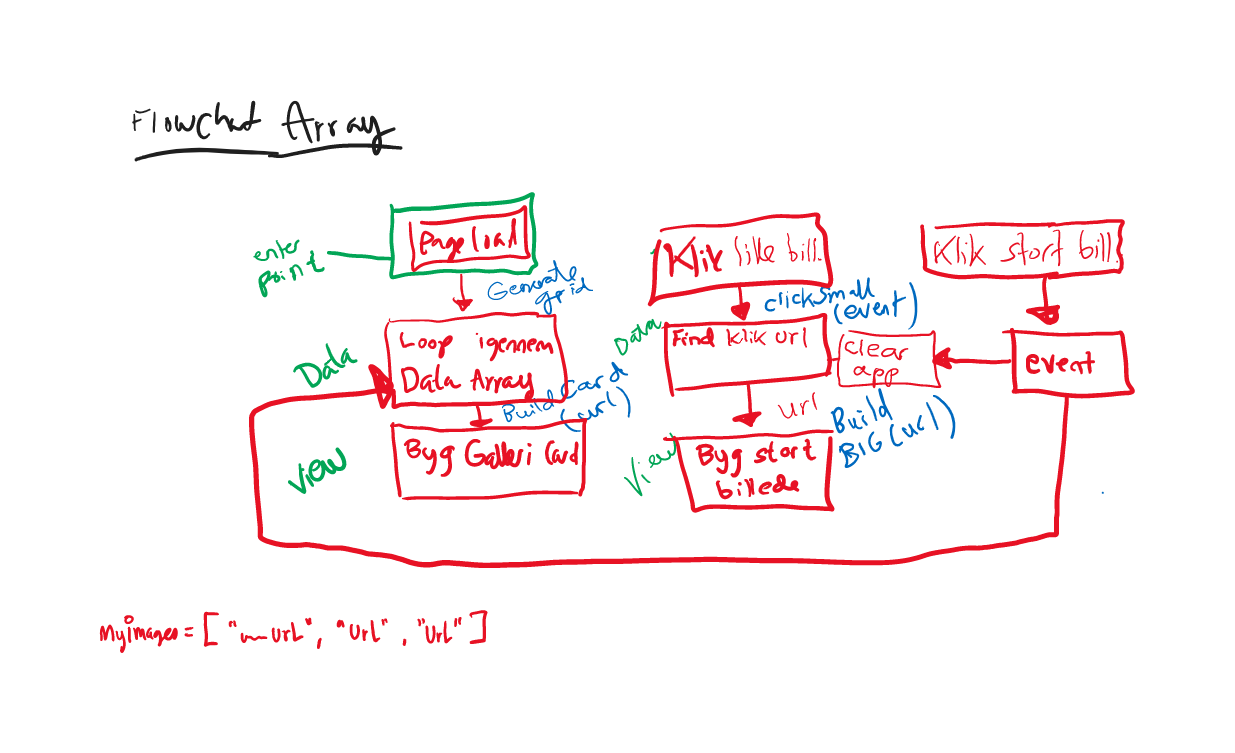 Flowchat Array
enter
point
Page load
Generate
grid
Data
Loop igennem
Data Array
BuildCard
(url)
View
Byg Galleri Card
Klik lille bill.
clickSmall
(event)
Data
Find klik url
clear
app
url
Build
BIG(url)
View
Byg start
billede
Klik start bill.
event
Myimages = [ "~url", "Url", "Url" ]